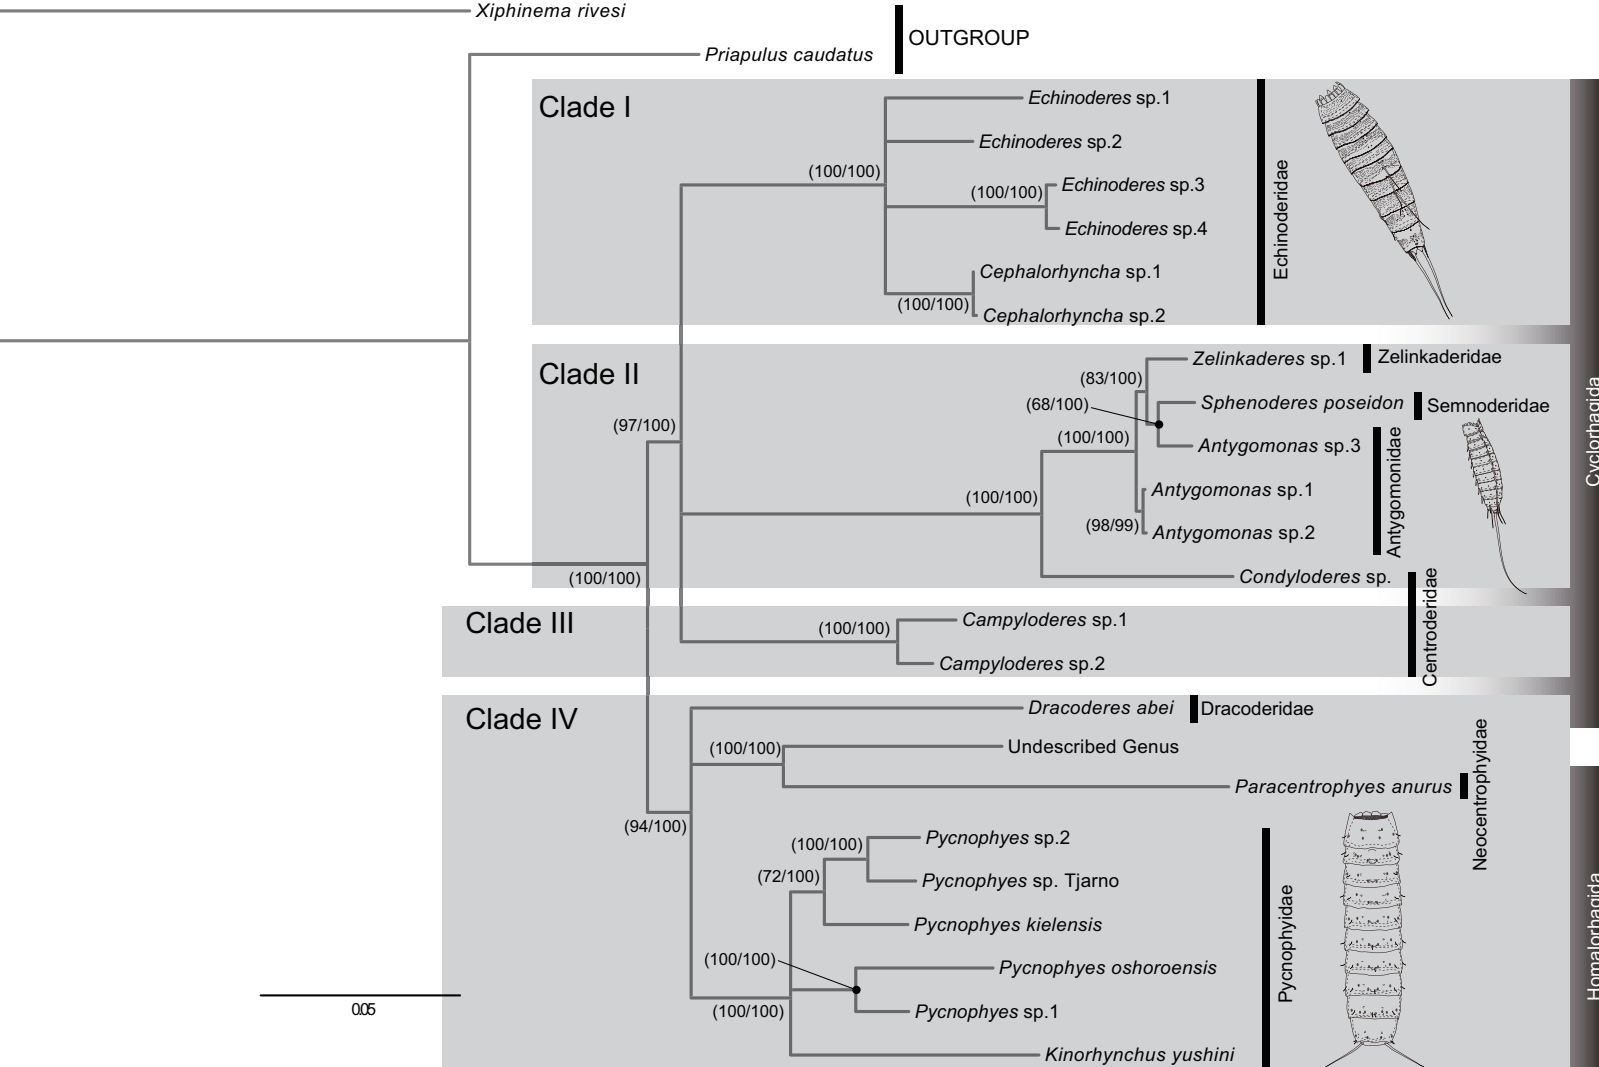 Xiphinema rivesi
OUTGROUP
Priapulus caudatus
Clade I
Echinoderes sp.1
Echinoderes sp.2
(100/100)
Echinoderes sp.3
(100/100)
Echinoderes sp.4
Cephalorhyncha sp.1
(100/100)
Cephalorhyncha sp.2
Echinoderidae
Clade II
Zelinkaderes sp.1
Zelinkaderidae
(83/100)
(68/100)
Sphenoderes poseidon
Semnoderidae
(97/100)
(100/100)
Antygomonas sp.3
Antygomonidae
(100/100)
Antygomonas sp.1
(98/99)
Antygomonas sp.2
(100/100)
Condyloderes sp.
Cyclorhagida
Clade III
Campyloderes sp.1
(100/100)
Campyloderes sp.2
Centroderidae
Clade IV
Dracoderes abei
Dracoderidae
(100/100)
Undescribed Genus
Paracentrophyes anurus
Neocentrophyidae
(94/100)
Pycnophyes sp.2
(100/100)
(72/100)
Pycnophyes sp. Tjarno
Pycnophyes kielensis
(100/100)
Pycnophyes oshoroensis
(100/100)
Pycnophyes sp.1
Kinorhynchus yushini
Pycnophyidae
Homalorhagida
0.05